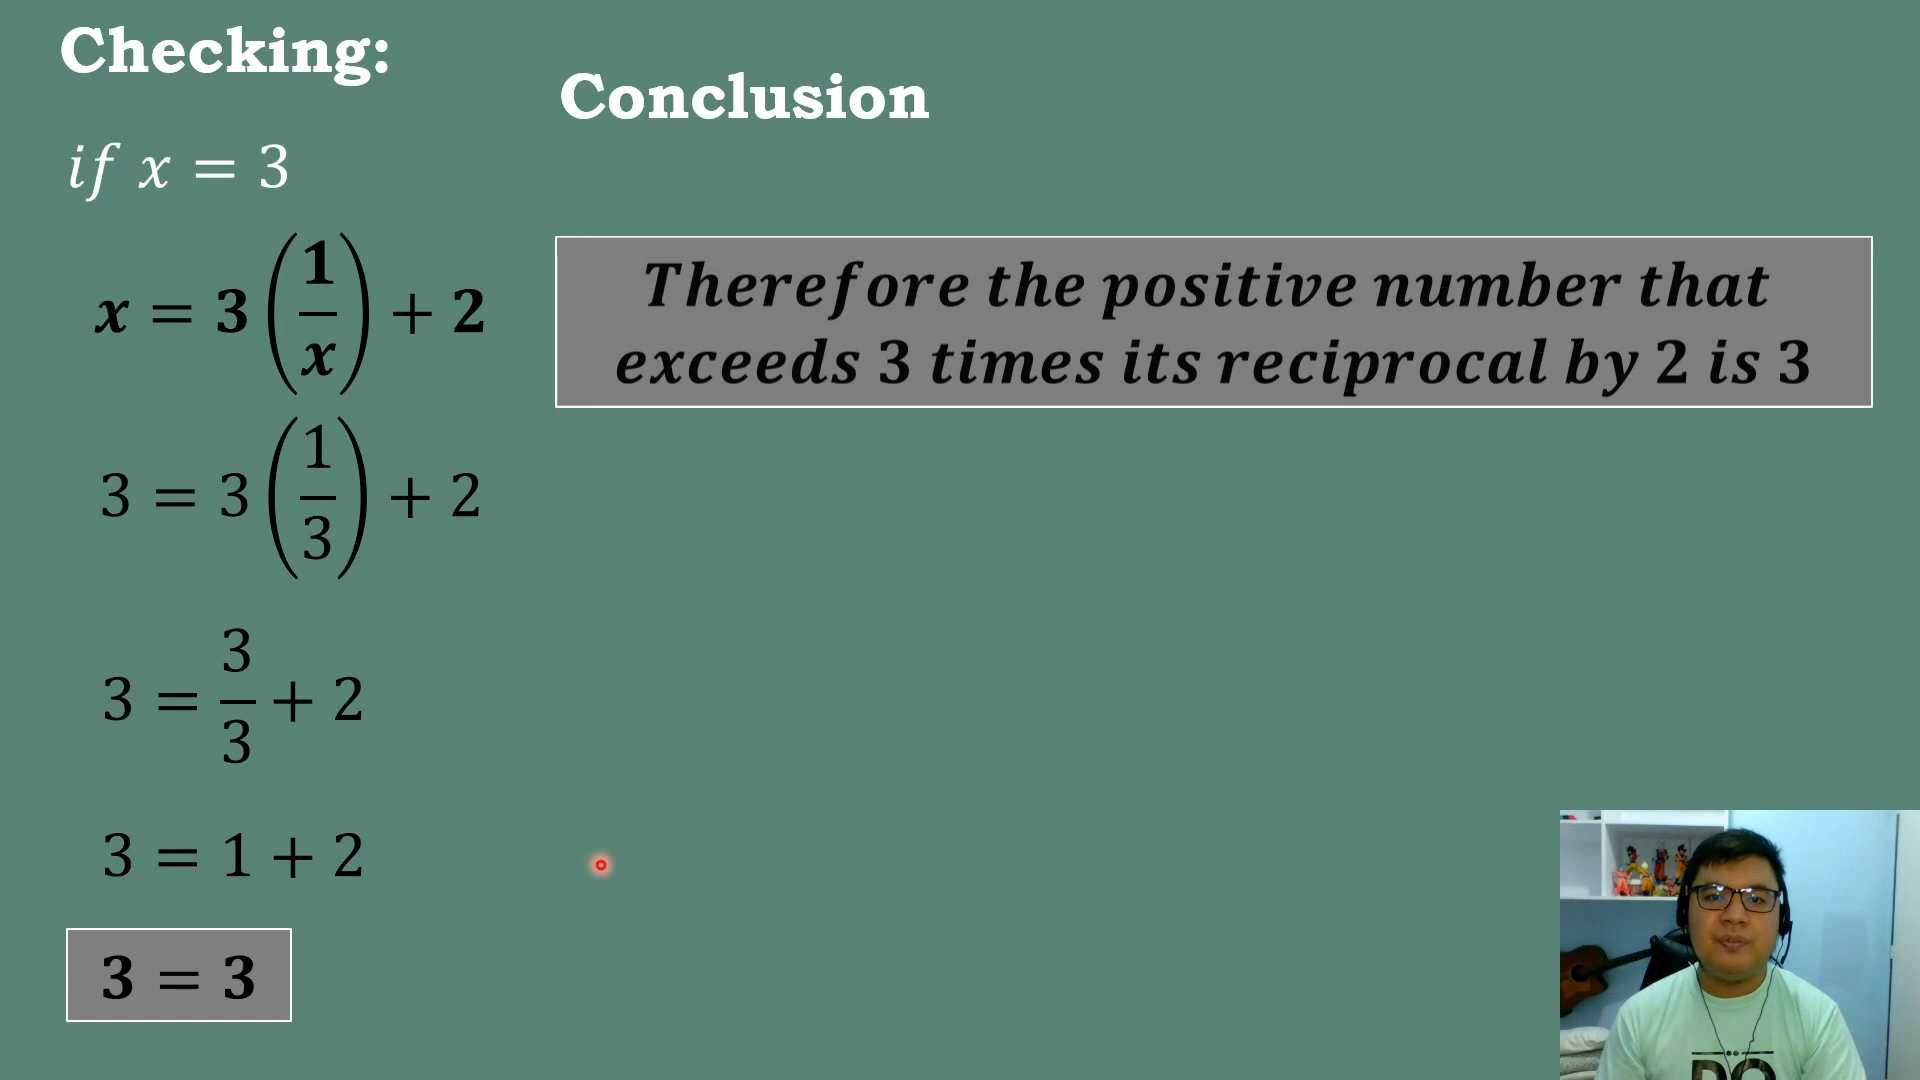 Checking:
if x = 3
x = 3(1/x) + 2
3 = 3(1/3) + 2
3 = 3/3 + 2
3 = 1 + 2
3 = 3
Conclusion
Therefore the positive number that
exceeds 3 times its reciprocal by 2 is 3